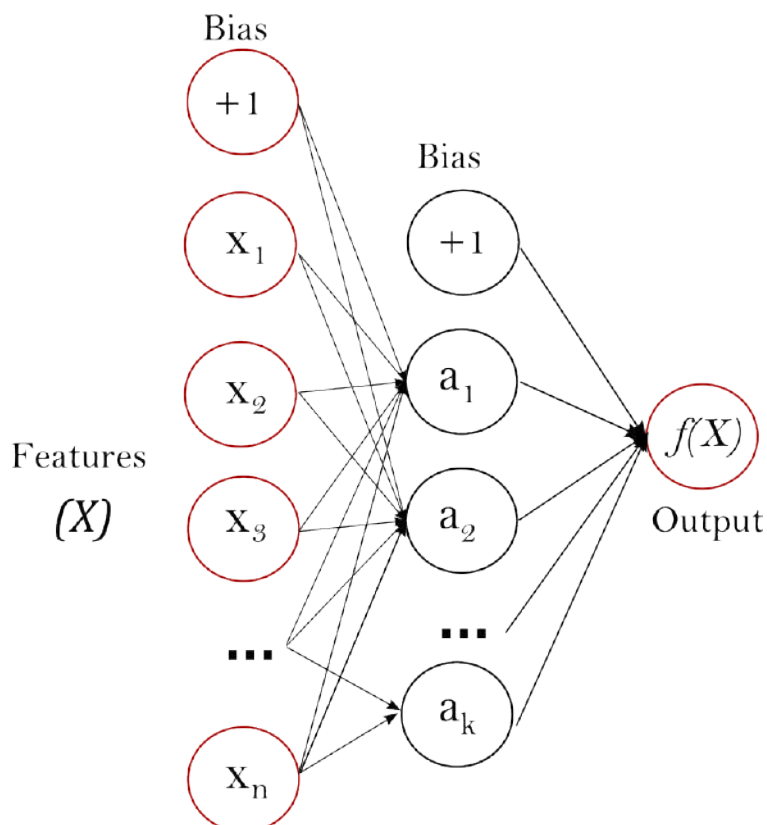 Bias
+1
Bias
x₁
+1
x₂
a₁
Features
(X)
x₃
a₂
f(X)
Output
...
...
aₖ
xₙ